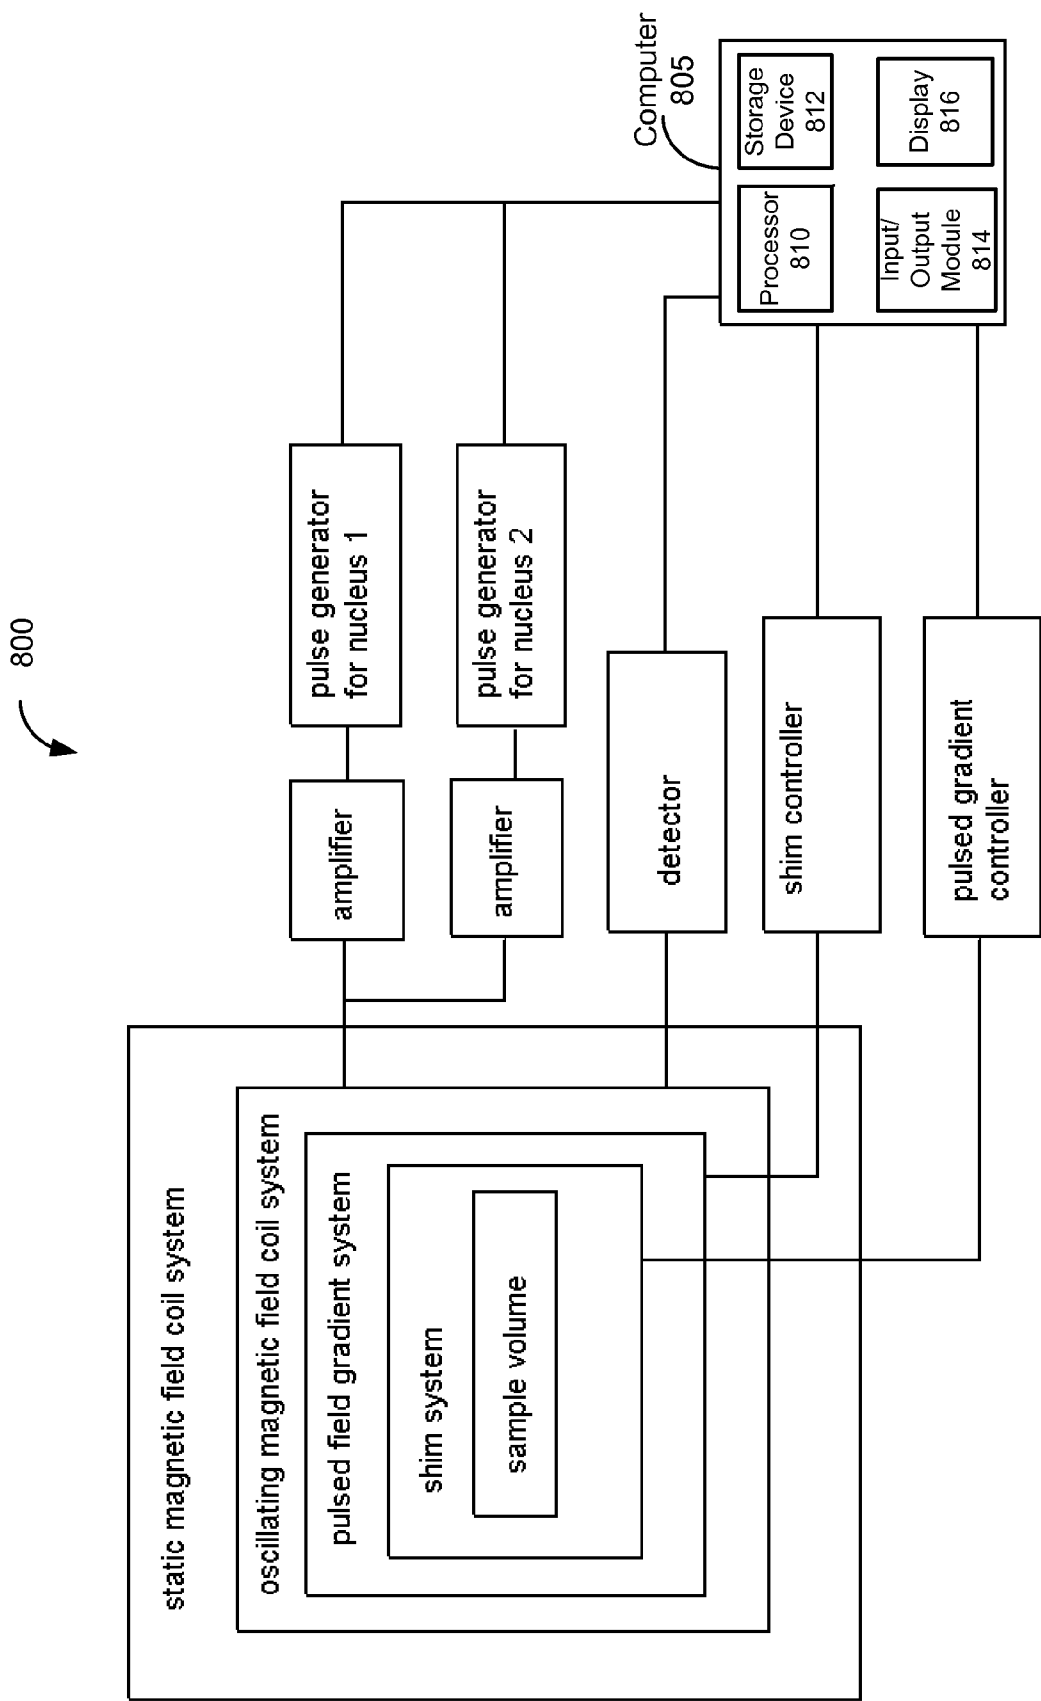 800
static magnetic field coil system
oscillating magnetic field coil system
pulsed field gradient system
shim system
sample volume
amplifier
amplifier
pulse generator
for nucleus 1
pulse generator
for nucleus 2
detector
shim controller
pulsed gradient
controller
Computer
805
Processor
810
Storage
Device
812
Input/
Output
Module
814
Display
816